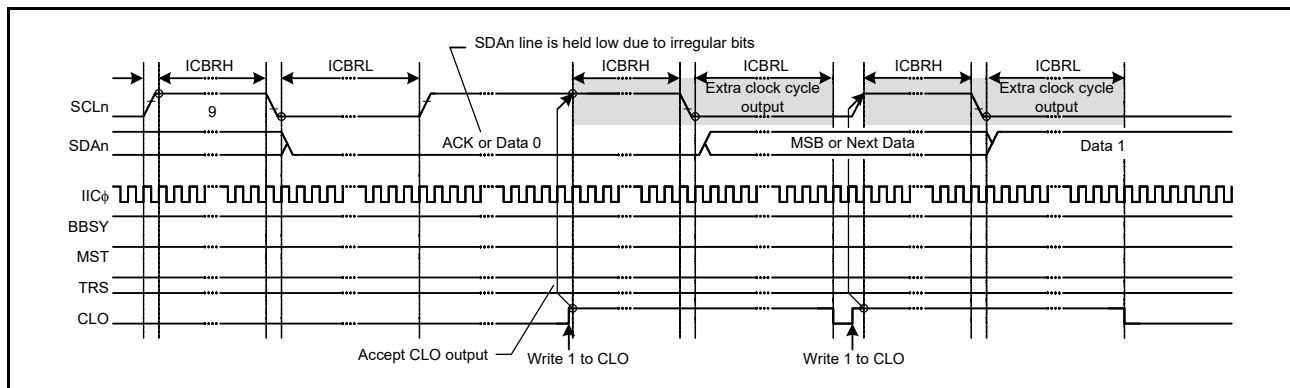 SDAn line is held low due to irregular bits
ICBRH ICBRL ICBRH ICBRL ICBRH ICBRL
SCLn 9 Extra clock cycle output Extra clock cycle output
SDAn ACK or Data 0 MSB or Next Data Data 1
IICϕ
BBSY
MST
TRS
CLO
Accept CLO output Write 1 to CLO Write 1 to CLO